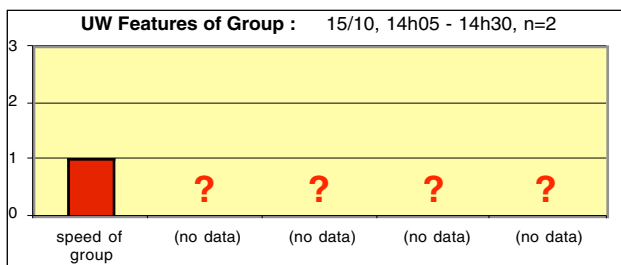 UW Features of Group : 15/10, 14h05 - 14h30, n=2
3
2
1
0
? ? ? ?
speed of group (no data) (no data) (no data) (no data)